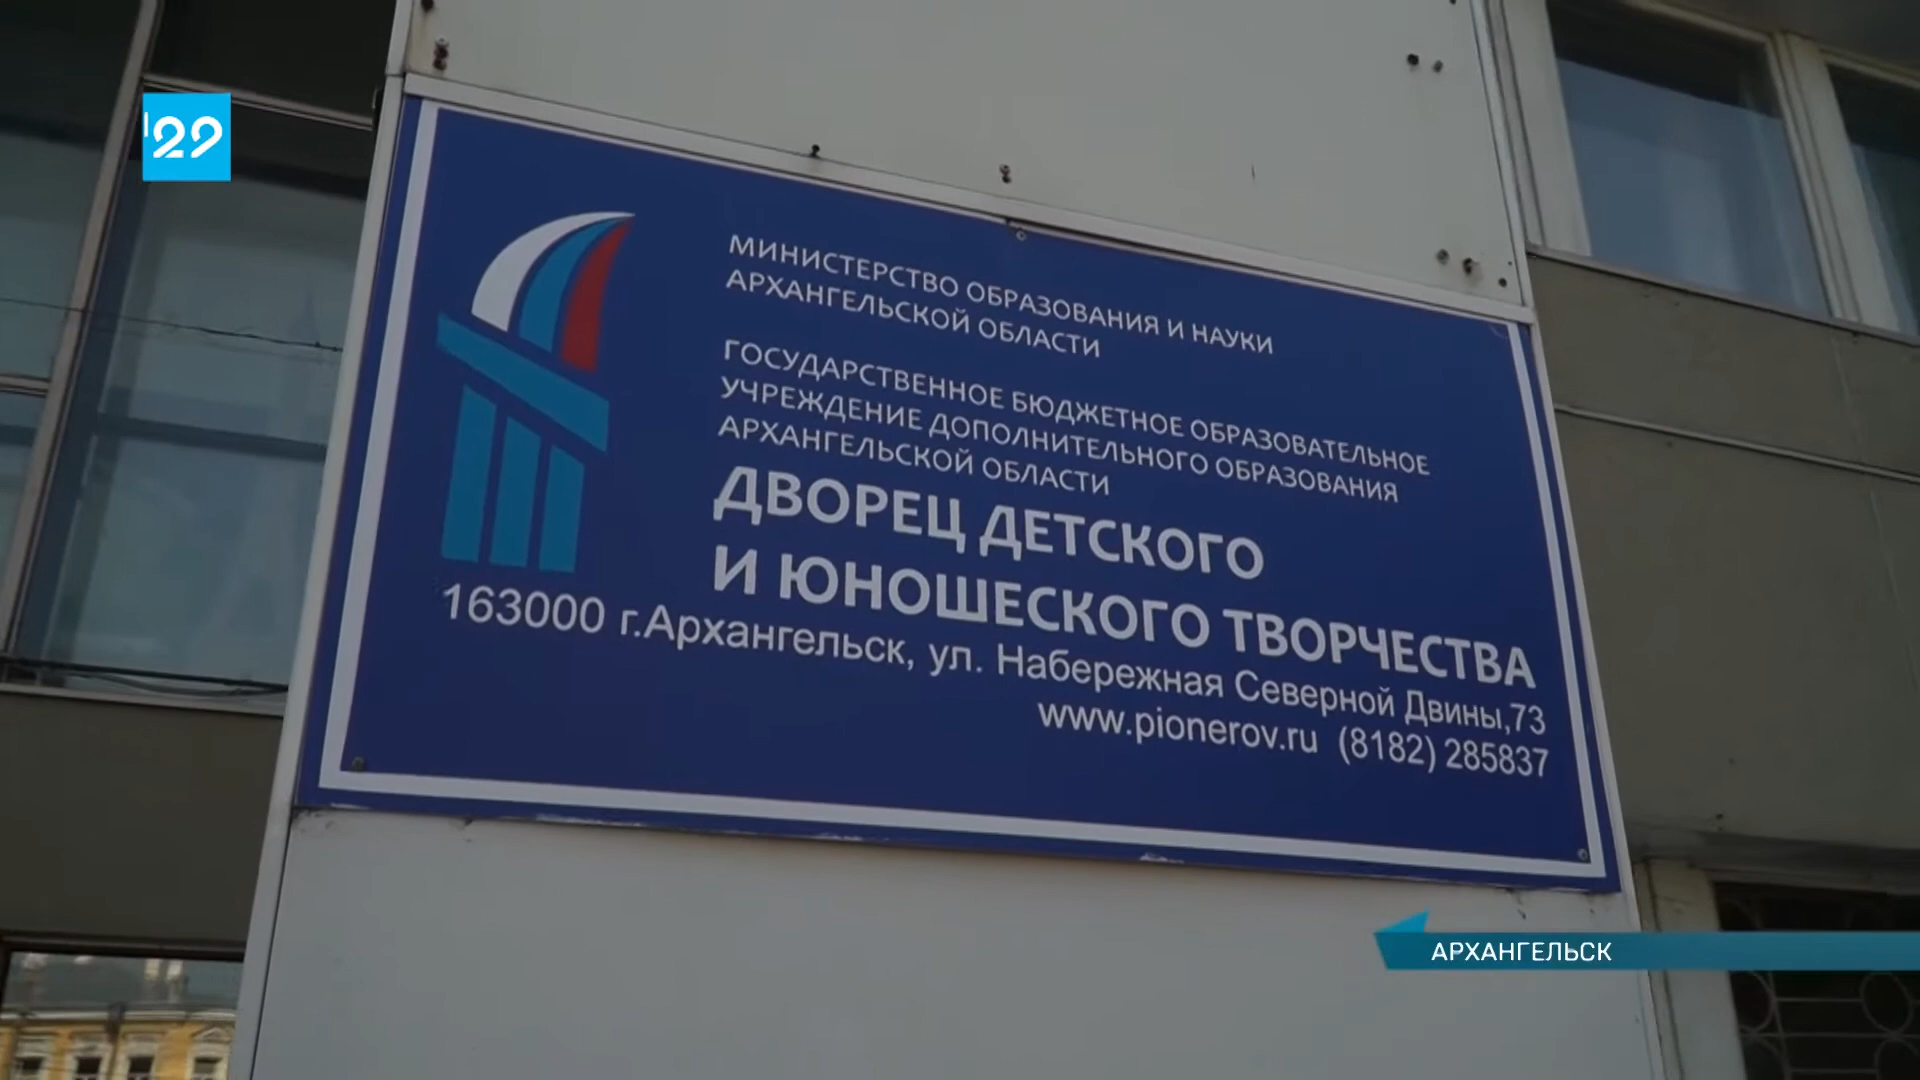 '29
МИНИСТЕРСТВО ОБРАЗОВАНИЯ И НАУКИ
АРХАНГЕЛЬСКОЙ ОБЛАСТИ
ГОСУДАРСТВЕННОЕ БЮДЖЕТНОЕ ОБРАЗОВАТЕЛЬНОЕ
УЧРЕЖДЕНИЕ ДОПОЛНИТЕЛЬНОГО ОБРАЗОВАНИЯ
АРХАНГЕЛЬСКОЙ ОБЛАСТИ
ДВОРЕЦ ДЕТСКОГО
И ЮНОШЕСКОГО ТВОРЧЕСТВА
163000 г.Архангельск, ул. Набережная Северной Двины,73
www.pionerov.ru (8182) 285837
АРХАНГЕЛЬСК